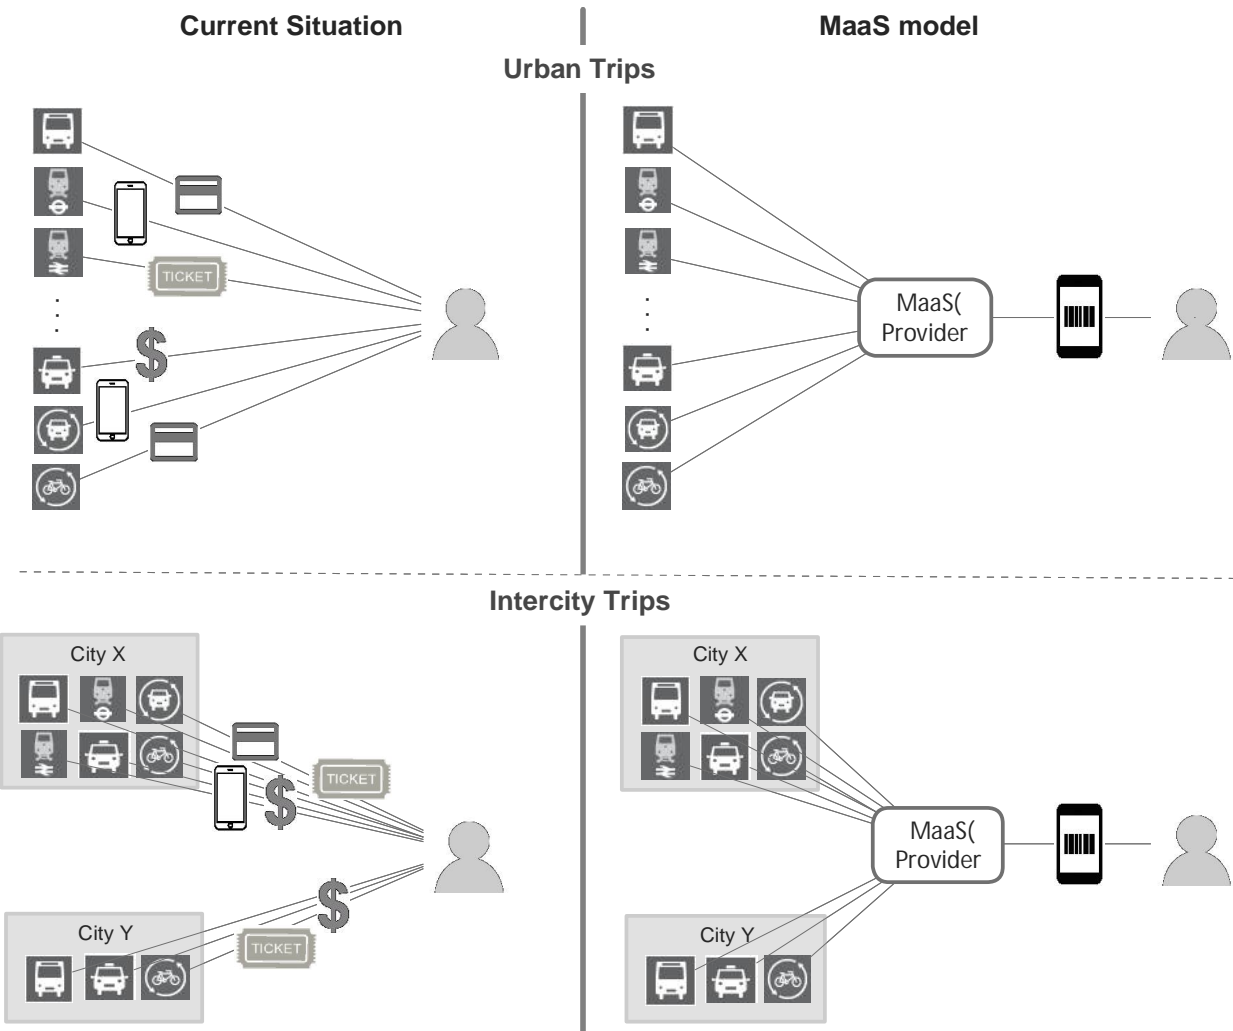 Current Situation
MaaS model
Urban Trips
TICKET
$
MaaS(
Provider
Intercity Trips
City X
TICKET
$
City Y
$
TICKET
City X
MaaS(
Provider
City Y